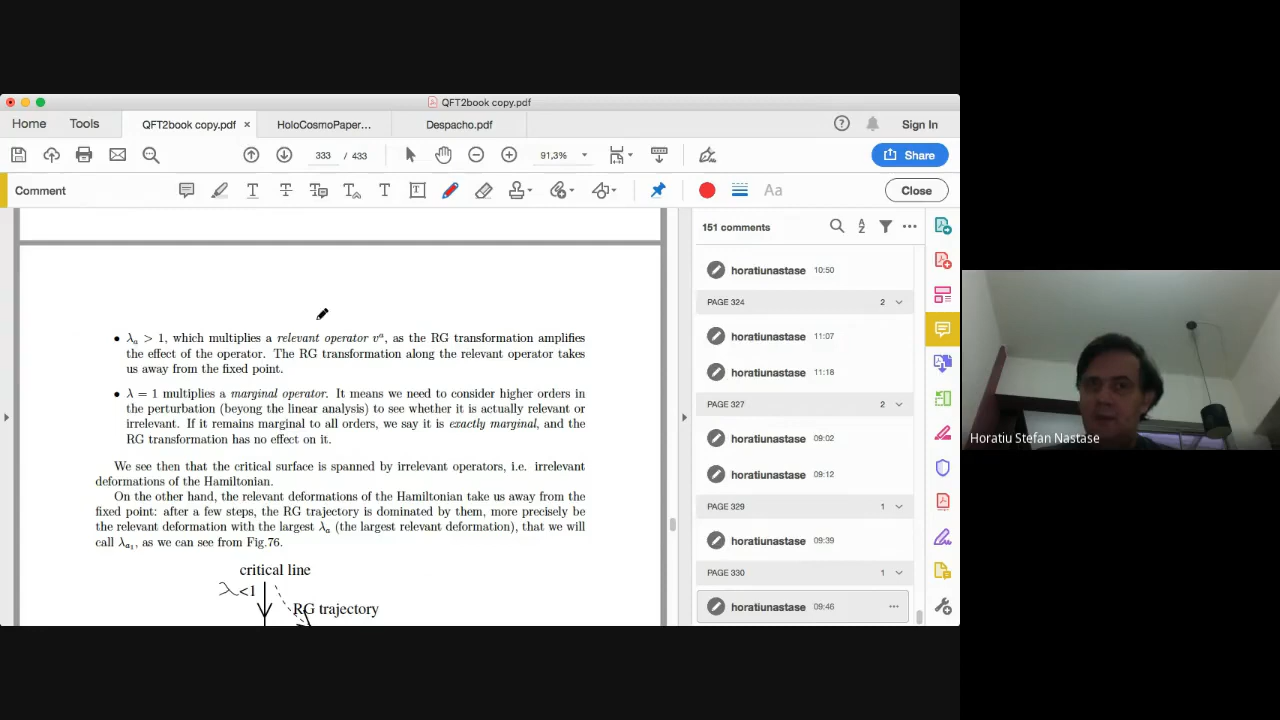 QFT2book copy.pdf
Home Tools QFT2book copy.pdf × HoloCosmoPaper... Despacho.pdf Sign In
333 / 433 91,3% Share
Comment Aa Close
151 comments
horatiunastase 10:50
PAGE 324 2
horatiunastase 11:07
horatiunastase 11:18
PAGE 327 2
horatiunastase 09:02
horatiunastase 09:12
PAGE 329 1
horatiunastase 09:39
PAGE 330 1
horatiunastase 09:46
• λₐ > 1, which multiplies a relevant operator vᵃ, as the RG transformation amplifies
the effect of the operator. The RG transformation along the relevant operator takes
us away from the fixed point.
• λ = 1 multiplies a marginal operator. It means we need to consider higher orders in
the perturbation (beyong the linear analysis) to see whether it is actually relevant or
irrelevant. If it remains marginal to all orders, we say it is exactly marginal, and the
RG transformation has no effect on it.
We see then that the critical surface is spanned by irrelevant operators, i.e. irrelevant
deformations of the Hamiltonian.
On the other hand, the relevant deformations of the Hamiltonian take us away from the
fixed point: after a few steps, the RG trajectory is dominated by them, more precisely be
the relevant deformation with the largest λₐ (the largest relevant deformation), that we will
call λₐ₁, as we can see from Fig.76.
critical line
λ<1
RG trajectory
Horatiu Stefan Nastase